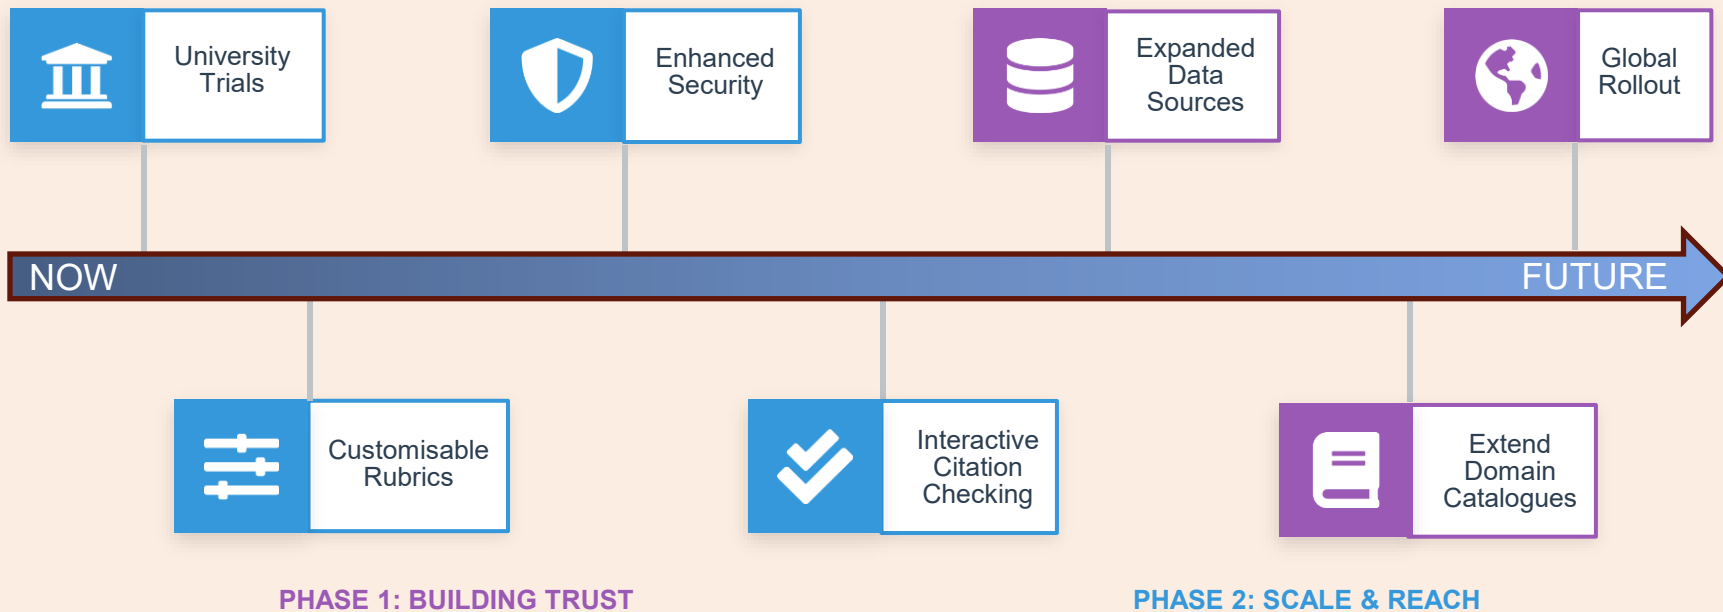 University
Trials
Enhanced
Security
Expanded
Data
Sources
Global
Rollout
NOW
FUTURE
Customisable
Rubrics
Interactive
Citation
Checking
Extend
Domain
Catalogues
PHASE 1: BUILDING TRUST
PHASE 2: SCALE & REACH